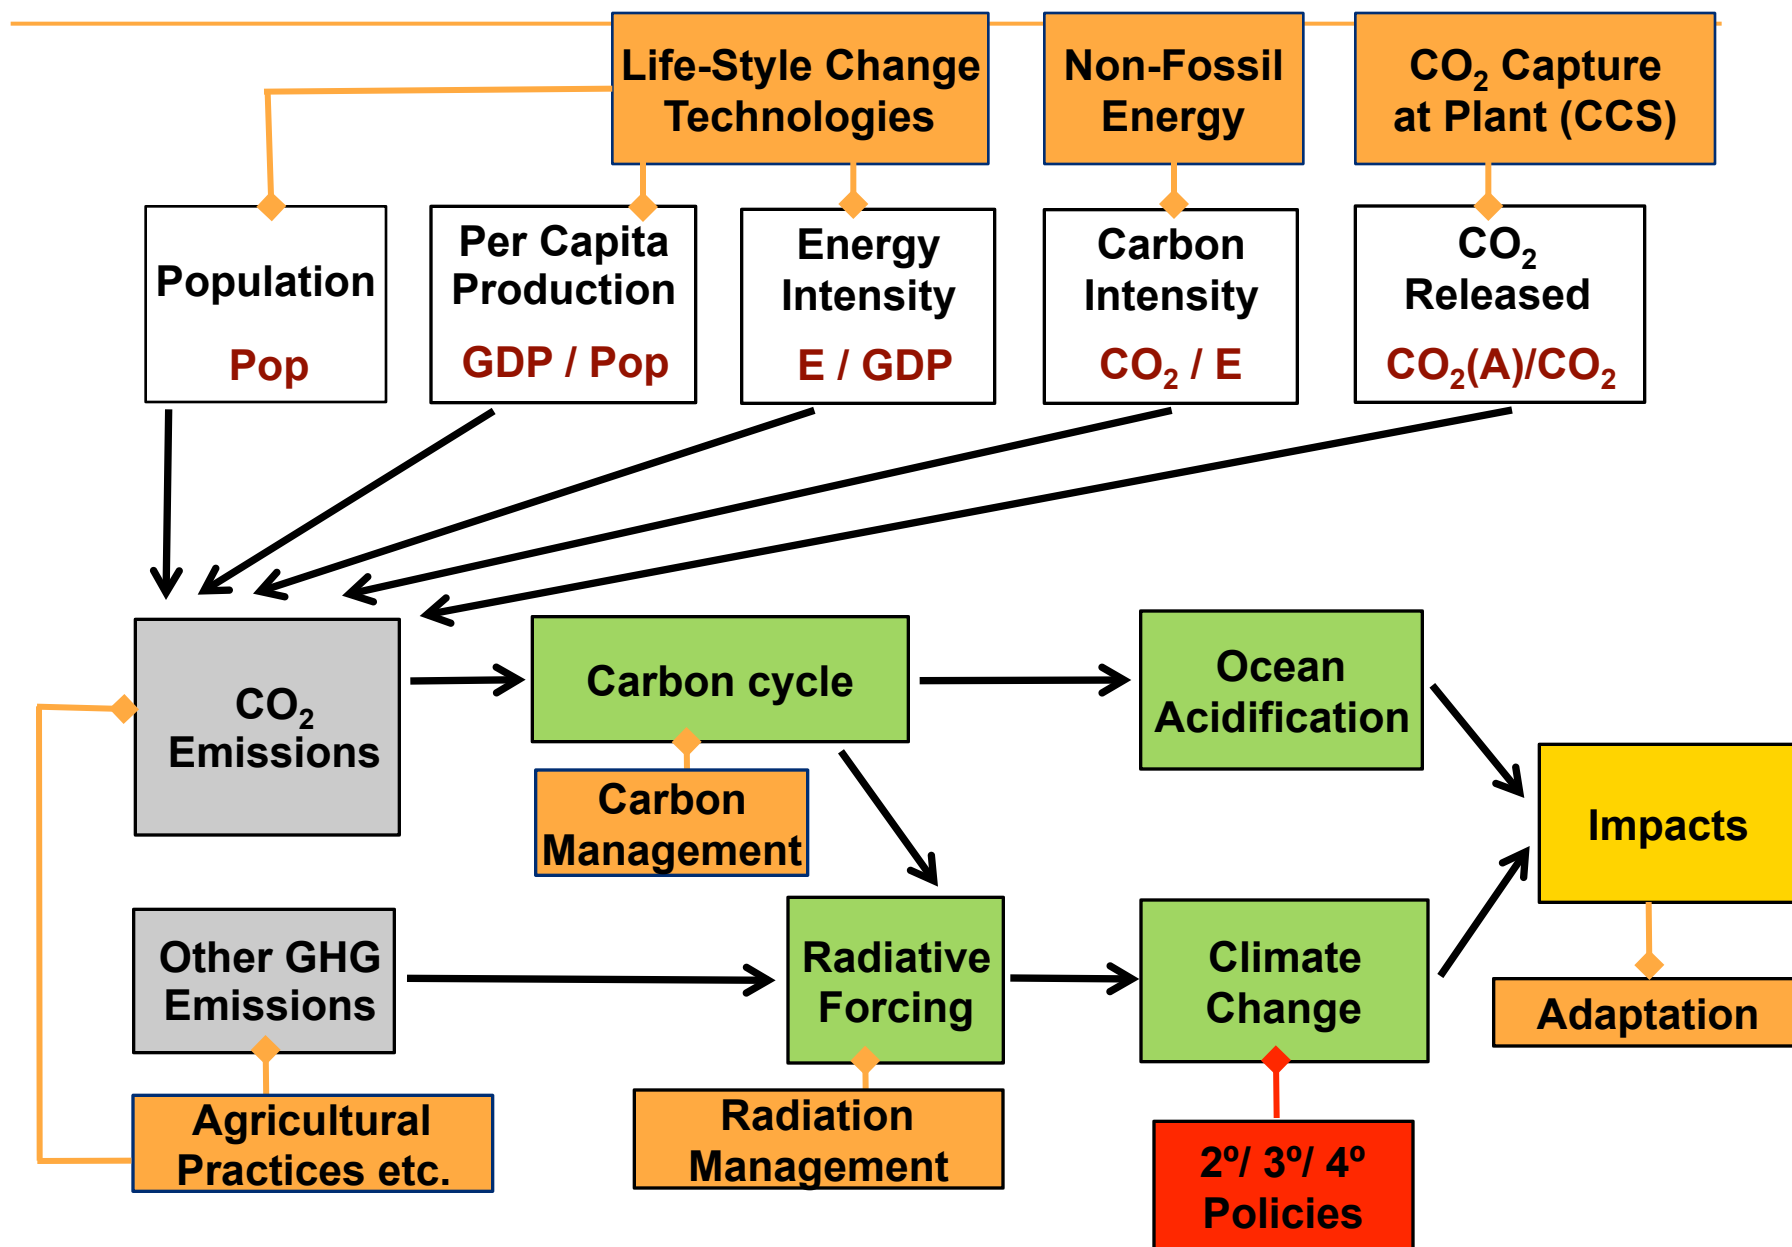 Life-Style Change
Technologies
Non-Fossil
Energy
CO₂ Capture
at Plant (CCS)
Population
Pop
Per Capita
Production
GDP / Pop
Energy
Intensity
E / GDP
Carbon
Intensity
CO₂ / E
CO₂
Released
CO₂(A)/CO₂
CO₂
Emissions
Carbon cycle
Ocean
Acidification
Carbon
Management
Impacts
Other GHG
Emissions
Radiative
Forcing
Climate
Change
Adaptation
Agricultural
Practices etc.
Radiation
Management
2º/ 3º/ 4º
Policies